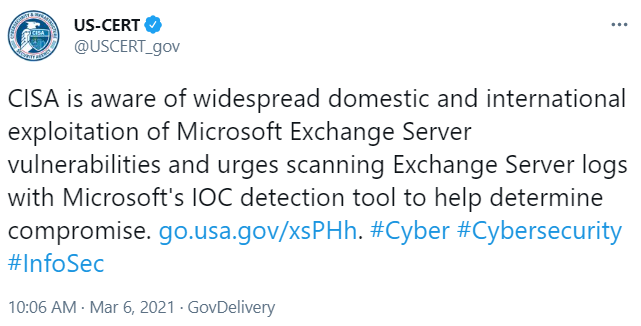 US-CERT
@USCERT_gov
CISA is aware of widespread domestic and international
exploitation of Microsoft Exchange Server
vulnerabilities and urges scanning Exchange Server logs
with Microsoft's IOC detection tool to help determine
compromise. go.usa.gov/xsPHh. #Cyber #Cybersecurity
#InfoSec
10:06 AM · Mar 6, 2021 · GovDelivery